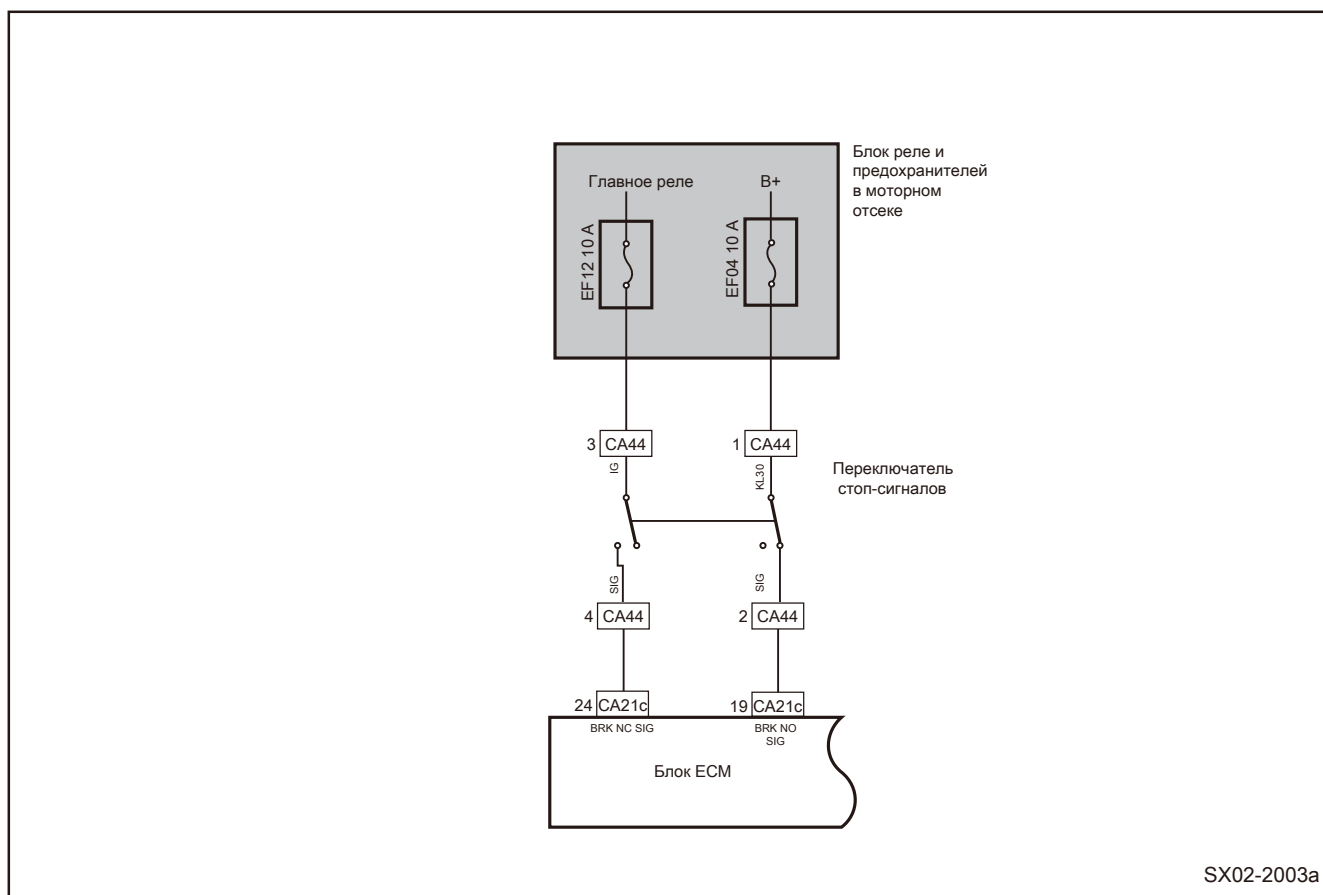 Блок реле и
предохранителей
в моторном
отсеке
Главное реле
B+
EF12 10 A
EF04 10 A
3 CA44
1 CA44
IG
KL30
Переключатель
стоп-сигналов
SIG
SIG
4 CA44
2 CA44
24 CA21c
19 CA21c
BRK NC SIG
BRK NO
SIG
Блок ECM
SX02-2003a